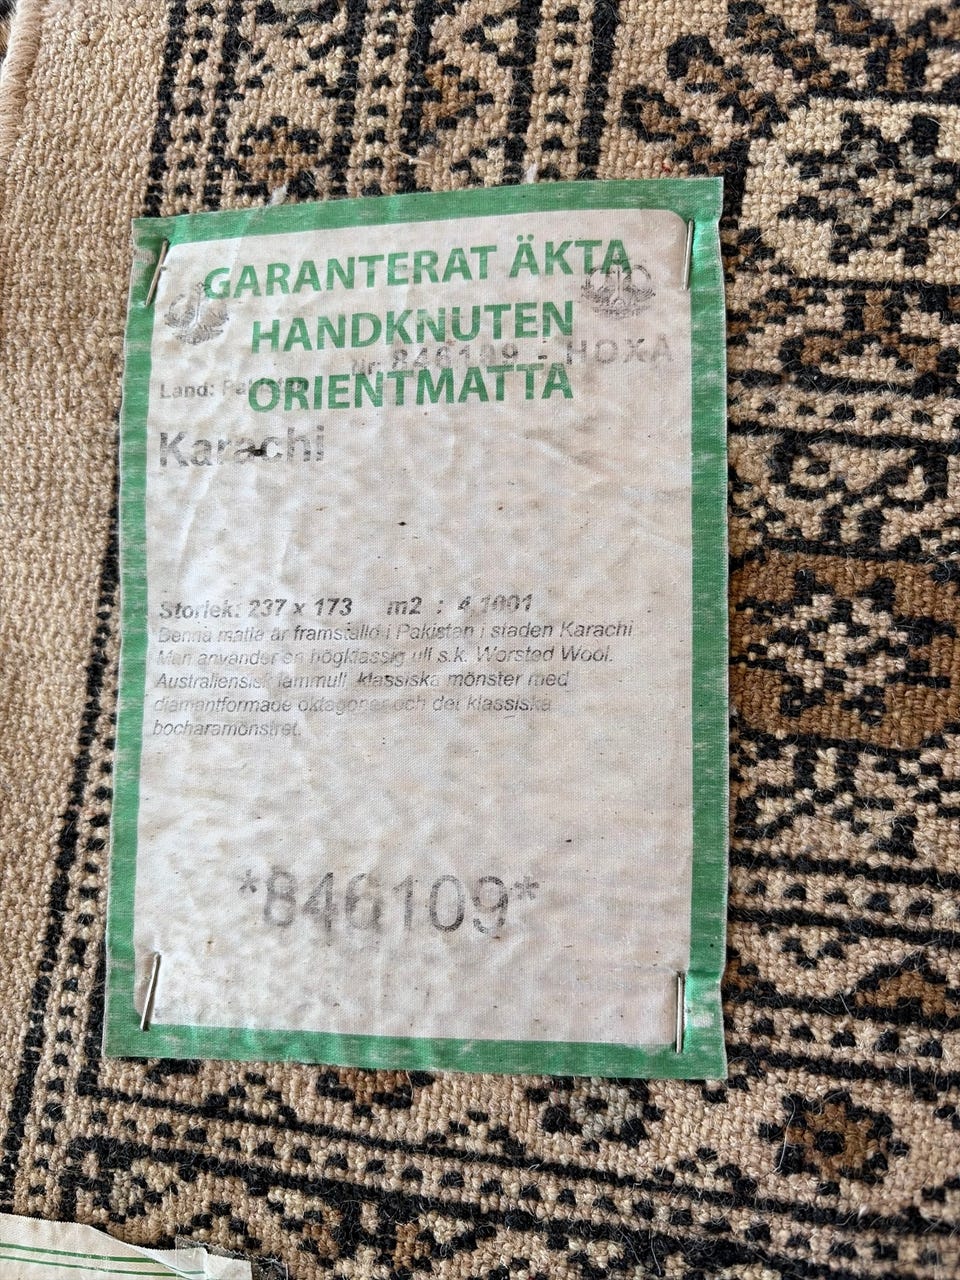 GARANTERAT ÄKTA
HANDKNUTEN
Nr: 846109 - HOXA
Land: Pakistan
ORIENTMATTA
Karachi
Storlek: 237 x 173 m2 : 4.1001
Denna matta är framställd i Pakistan i staden Karachi
Man använder en högklassig ull s.k. Worsted Wool.
Australiensisk lammull klassiska mönster med
diamantformade oktagoner och det klassiska
bocharamönstret.
*846109*